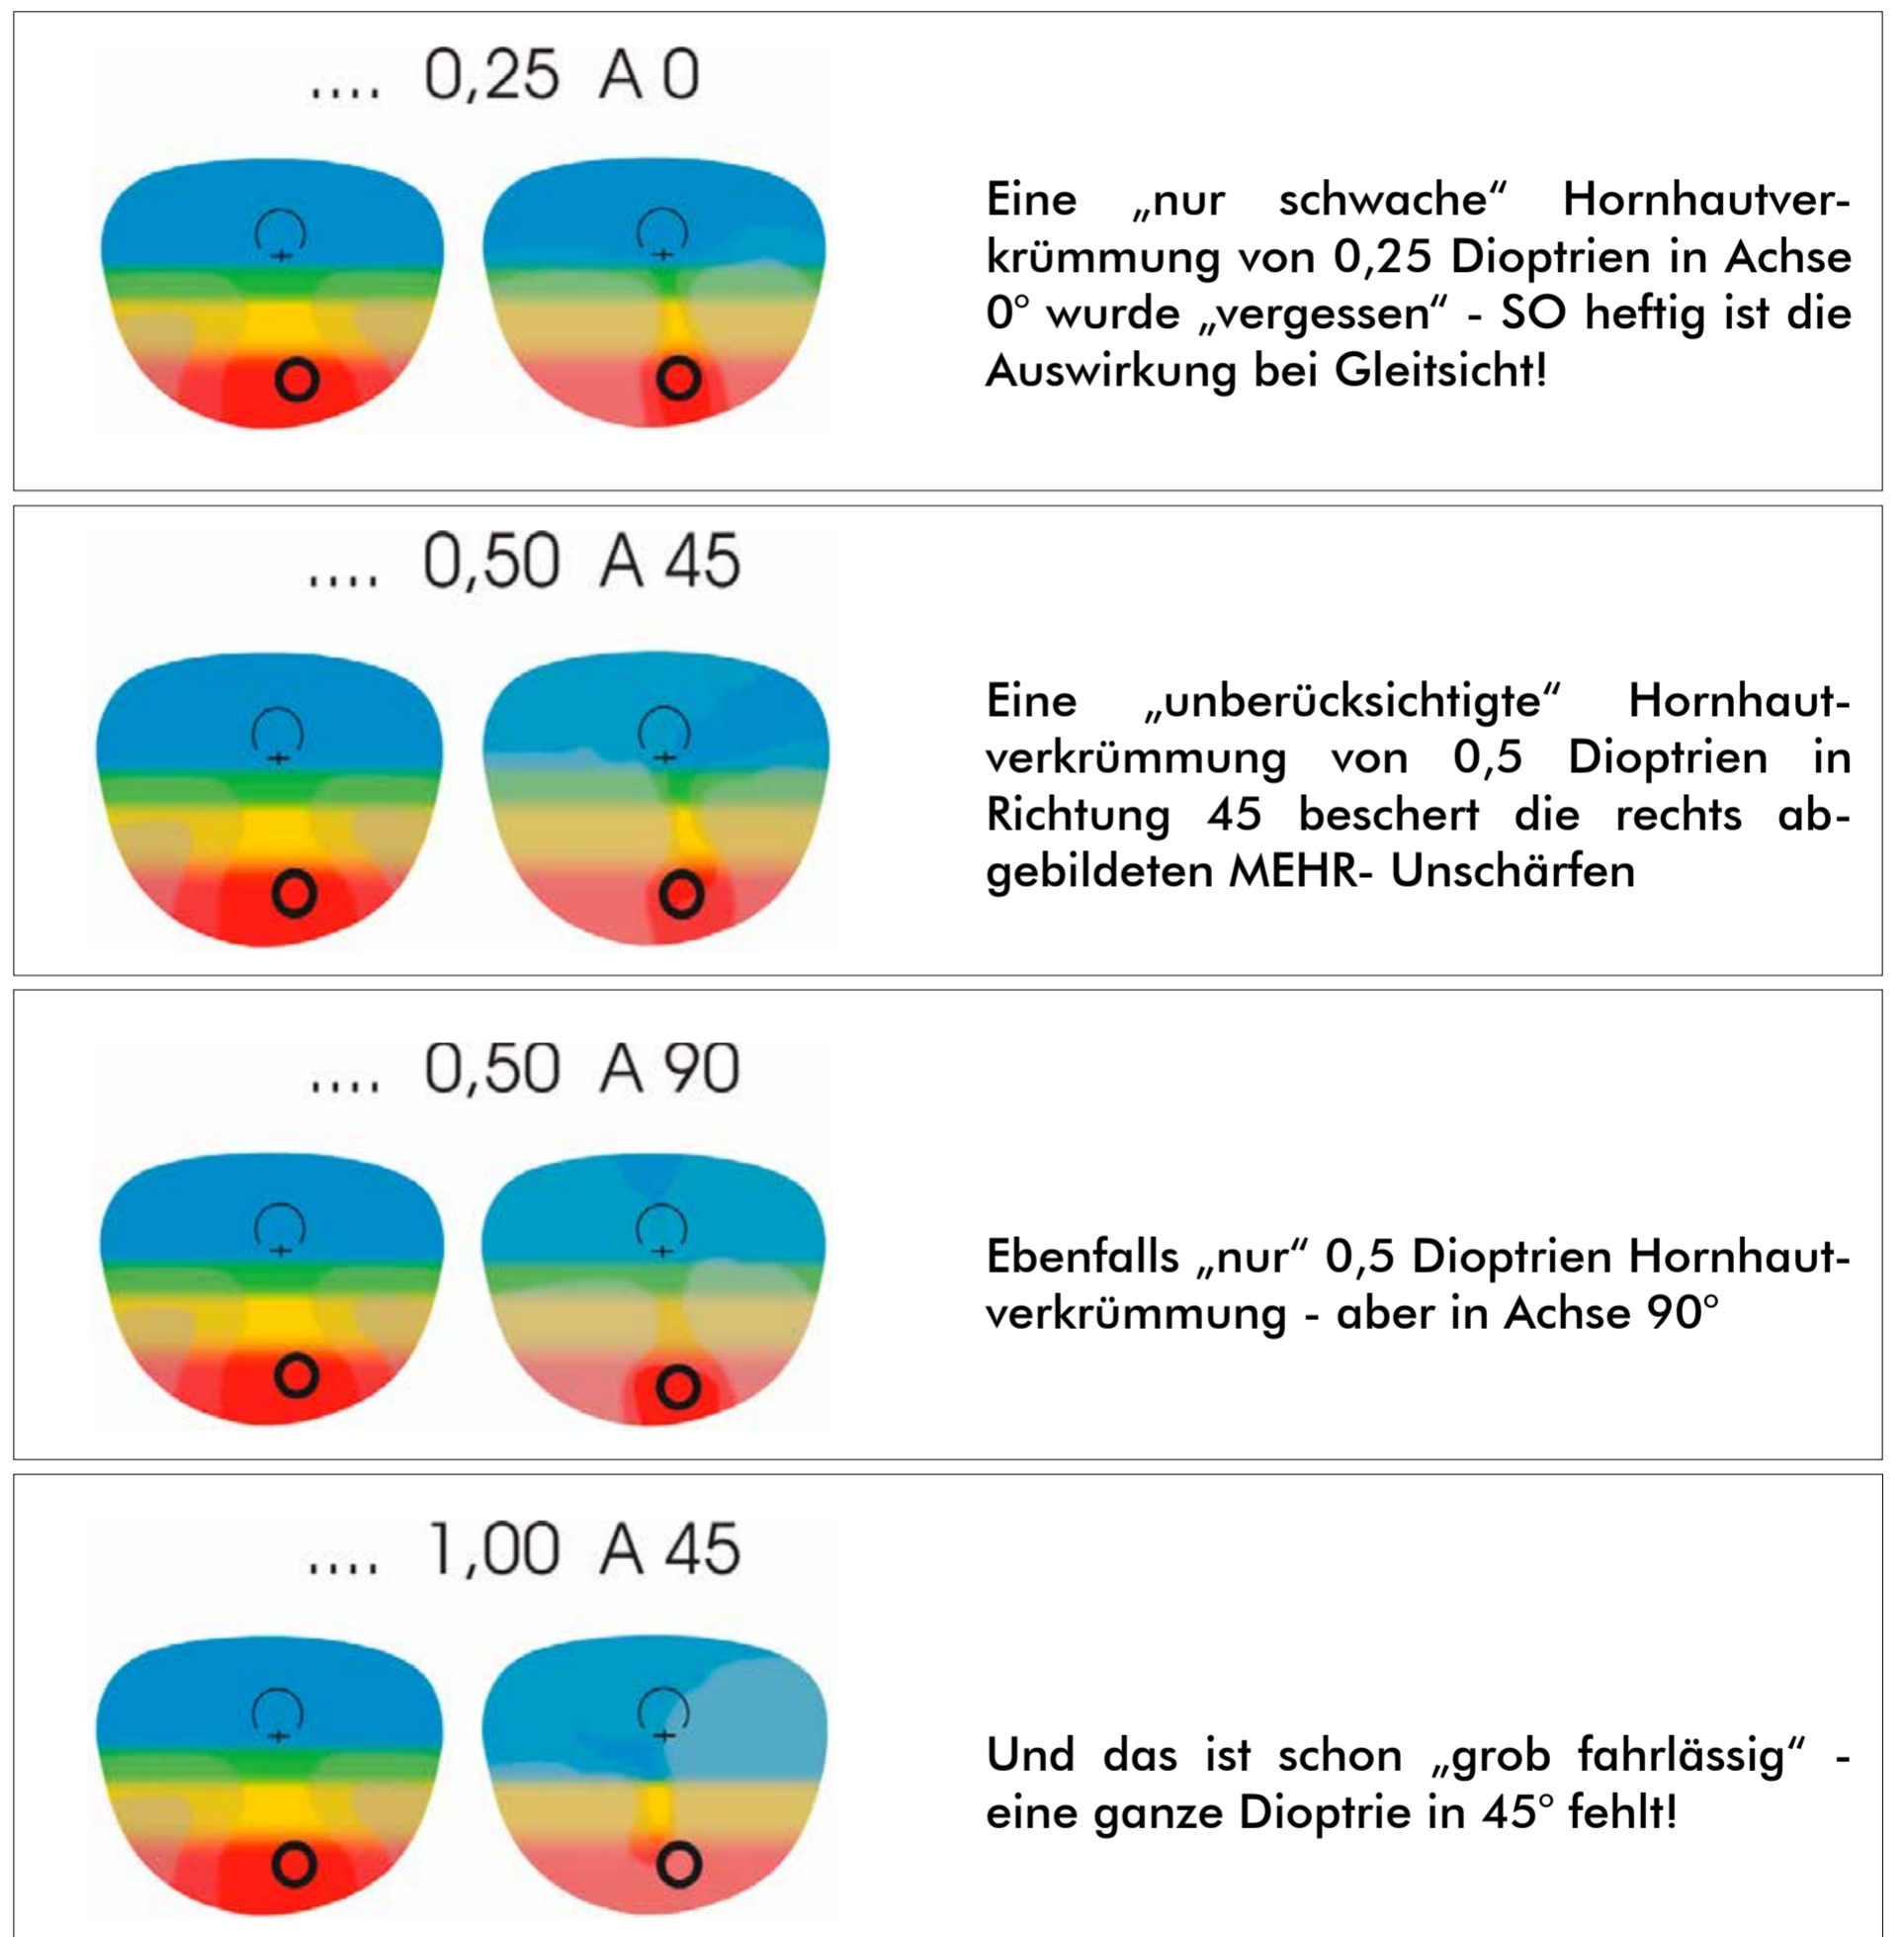 .... 0,25 A 0
Eine „nur schwache“ Hornhautver-
krümmung von 0,25 Dioptrien in Achse
0° wurde „vergessen“ - SO heftig ist die
Auswirkung bei Gleitsicht!
.... 0,50 A 45
Eine „unberücksichtigte“ Hornhaut-
verkrümmung von 0,5 Dioptrien in
Richtung 45 beschert die rechts ab-
gebildeten MEHR- Unschärfen
.... 0,50 A 90
Ebenfalls „nur“ 0,5 Dioptrien Hornhaut-
verkrümmung - aber in Achse 90°
.... 1,00 A 45
Und das ist schon „grob fahrlässig“ -
eine ganze Dioptrie in 45° fehlt!